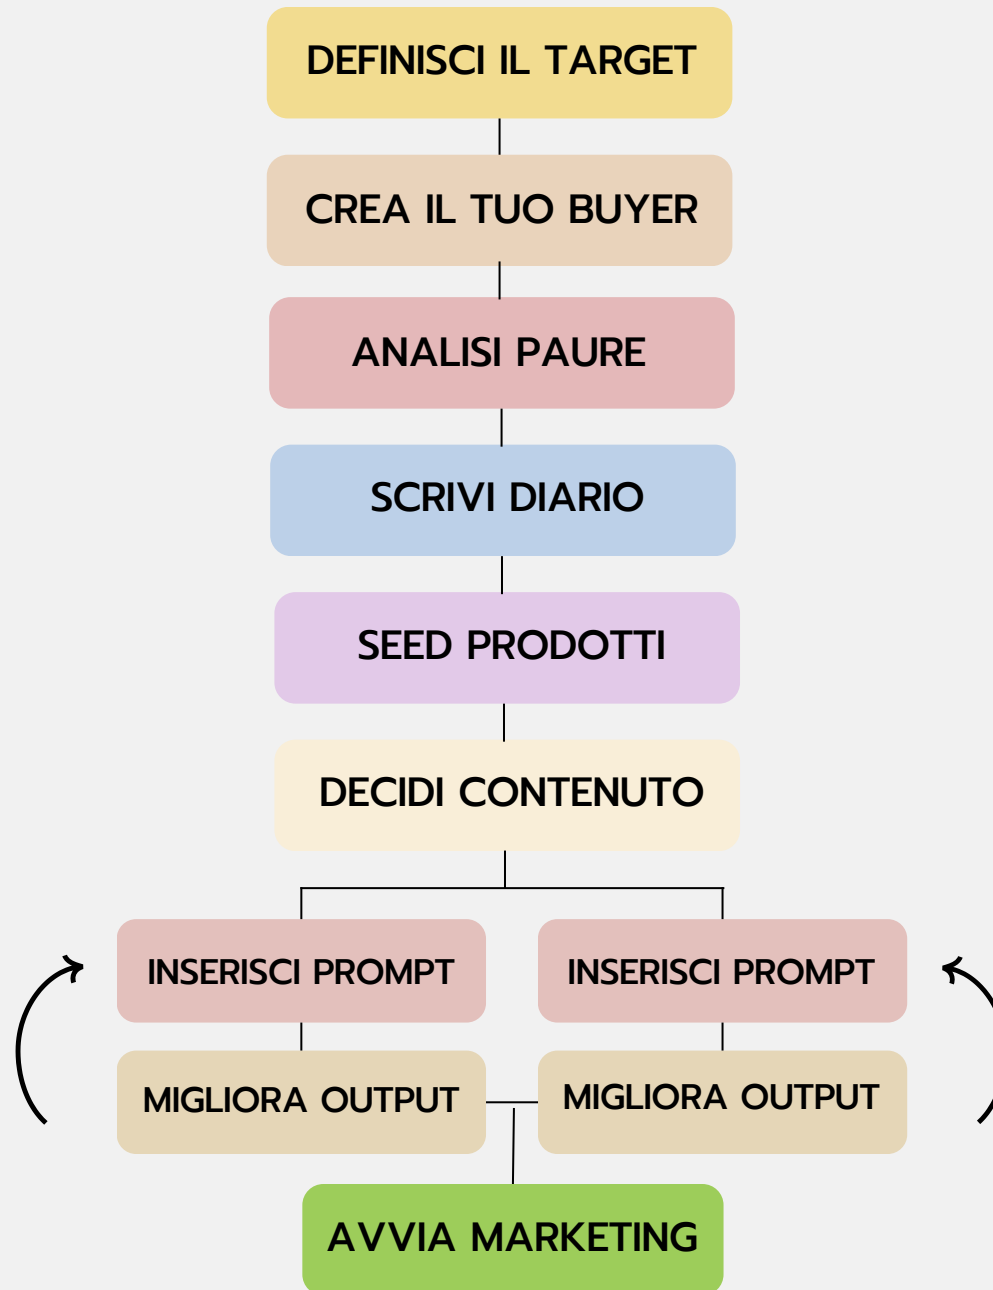 DEFINISCI IL TARGET
CREA IL TUO BUYER
ANALISI PAURE
SCRIVI DIARIO
SEED PRODOTTI
DECIDI CONTENUTO
INSERISCI PROMPT
INSERISCI PROMPT
MIGLIORA OUTPUT
MIGLIORA OUTPUT
AVVIA MARKETING